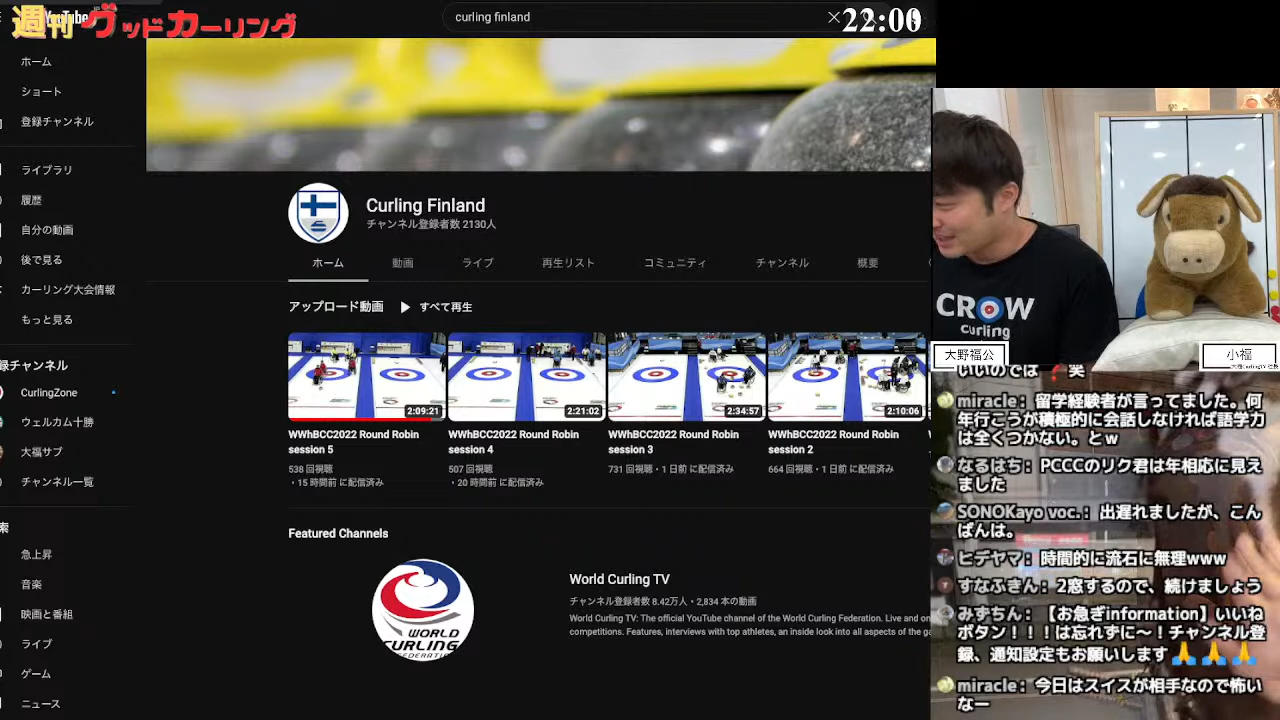 週刊グッドカーリング
YouTube
curling finland
22:00
ホーム
ショート
登録チャンネル
ライブラリ
履歴
自分の動画
後で見る
カーリング大会情報
もっと見る
録チャンネル
CurlingZone
ウェルカム十勝
大福サブ
チャンネル一覧
索
急上昇
音楽
映画と番組
ライブ
ゲーム
ニュース
Curling Finland
チャンネル登録者数 2130人
ホーム
動画
ライブ
再生リスト
コミュニティ
チャンネル
概要
アップロード動画
すべて再生
2:09:21
2:21:02
2:34:57
2:10:06
WWhBCC2022 Round Robin
session 5
538 回視聴
・15 時間前 に配信済み
WWhBCC2022 Round Robin
session 4
507 回視聴
・20 時間前 に配信済み
WWhBCC2022 Round Robin
session 3
731 回視聴・1 日前 に配信済み
WWhBCC2022 Round Robin
session 2
664 回視聴・1 日前 に配信済み
Featured Channels
WORLD
CURLING
FEDERATION
World Curling TV
チャンネル登録者数 8.42万人・2,834 本の動画
World Curling TV: The official YouTube channel of the World Curling Federation. Live and on
competitions. Features, interviews with top athletes, an inside look into all aspects of the ga
CROW
Curling
大野福公
小福
いいのでは❓笑
miracle: 留学経験者が言ってました。何
年行こうが積極的に会話しなければ語学力
は全くつかない。とｗ
なるはち: PCCCのリク君は年相応に見え
ました
SONOKayo voc.: 出遅れましたが、こん
ばんは。
ヒデヤマ: 時間的に流石に無理www
すなふきん: 2窓するので、続けましょう
みずちん: 【お急ぎinformation】いいね
ボタン！！！は忘れずに〜！チャンネル登
録、通知設定もお願いします🙏🙏🙏
miracle: 今日はスイスが相手なので怖い
なー